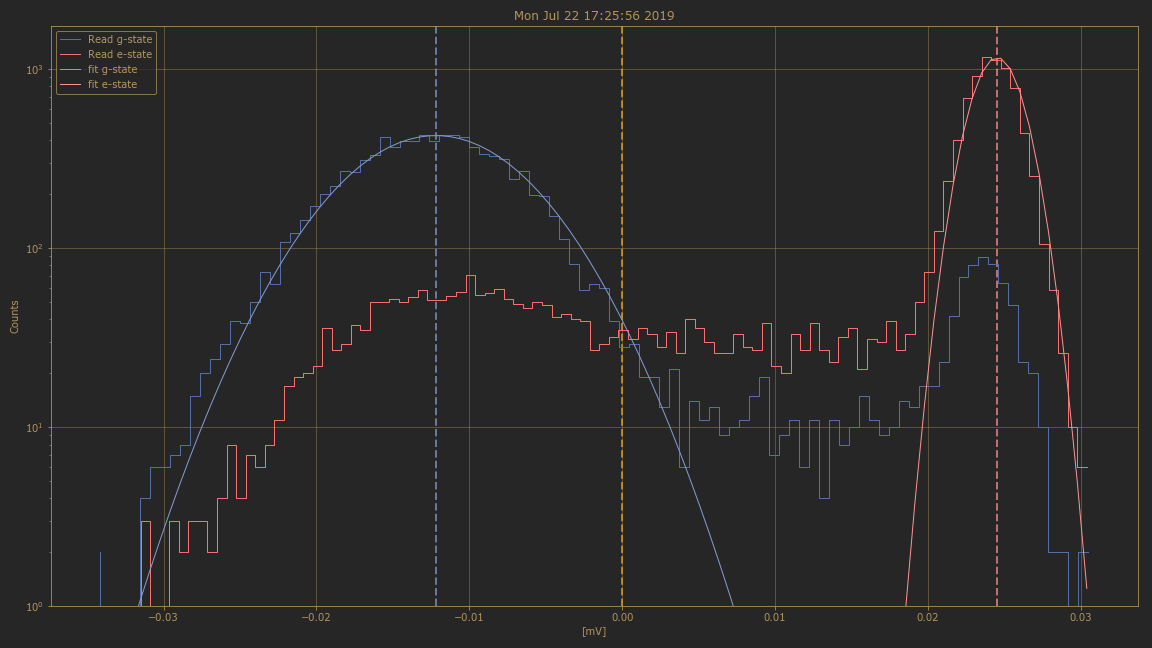 Mon Jul 22 17:25:56 2019
Read g-state
Read e-state
fit g-state
fit e-state
Counts
10³
10²
10¹
10⁰
−0.03 −0.02 −0.01 0.00 0.01 0.02 0.03
[mV]